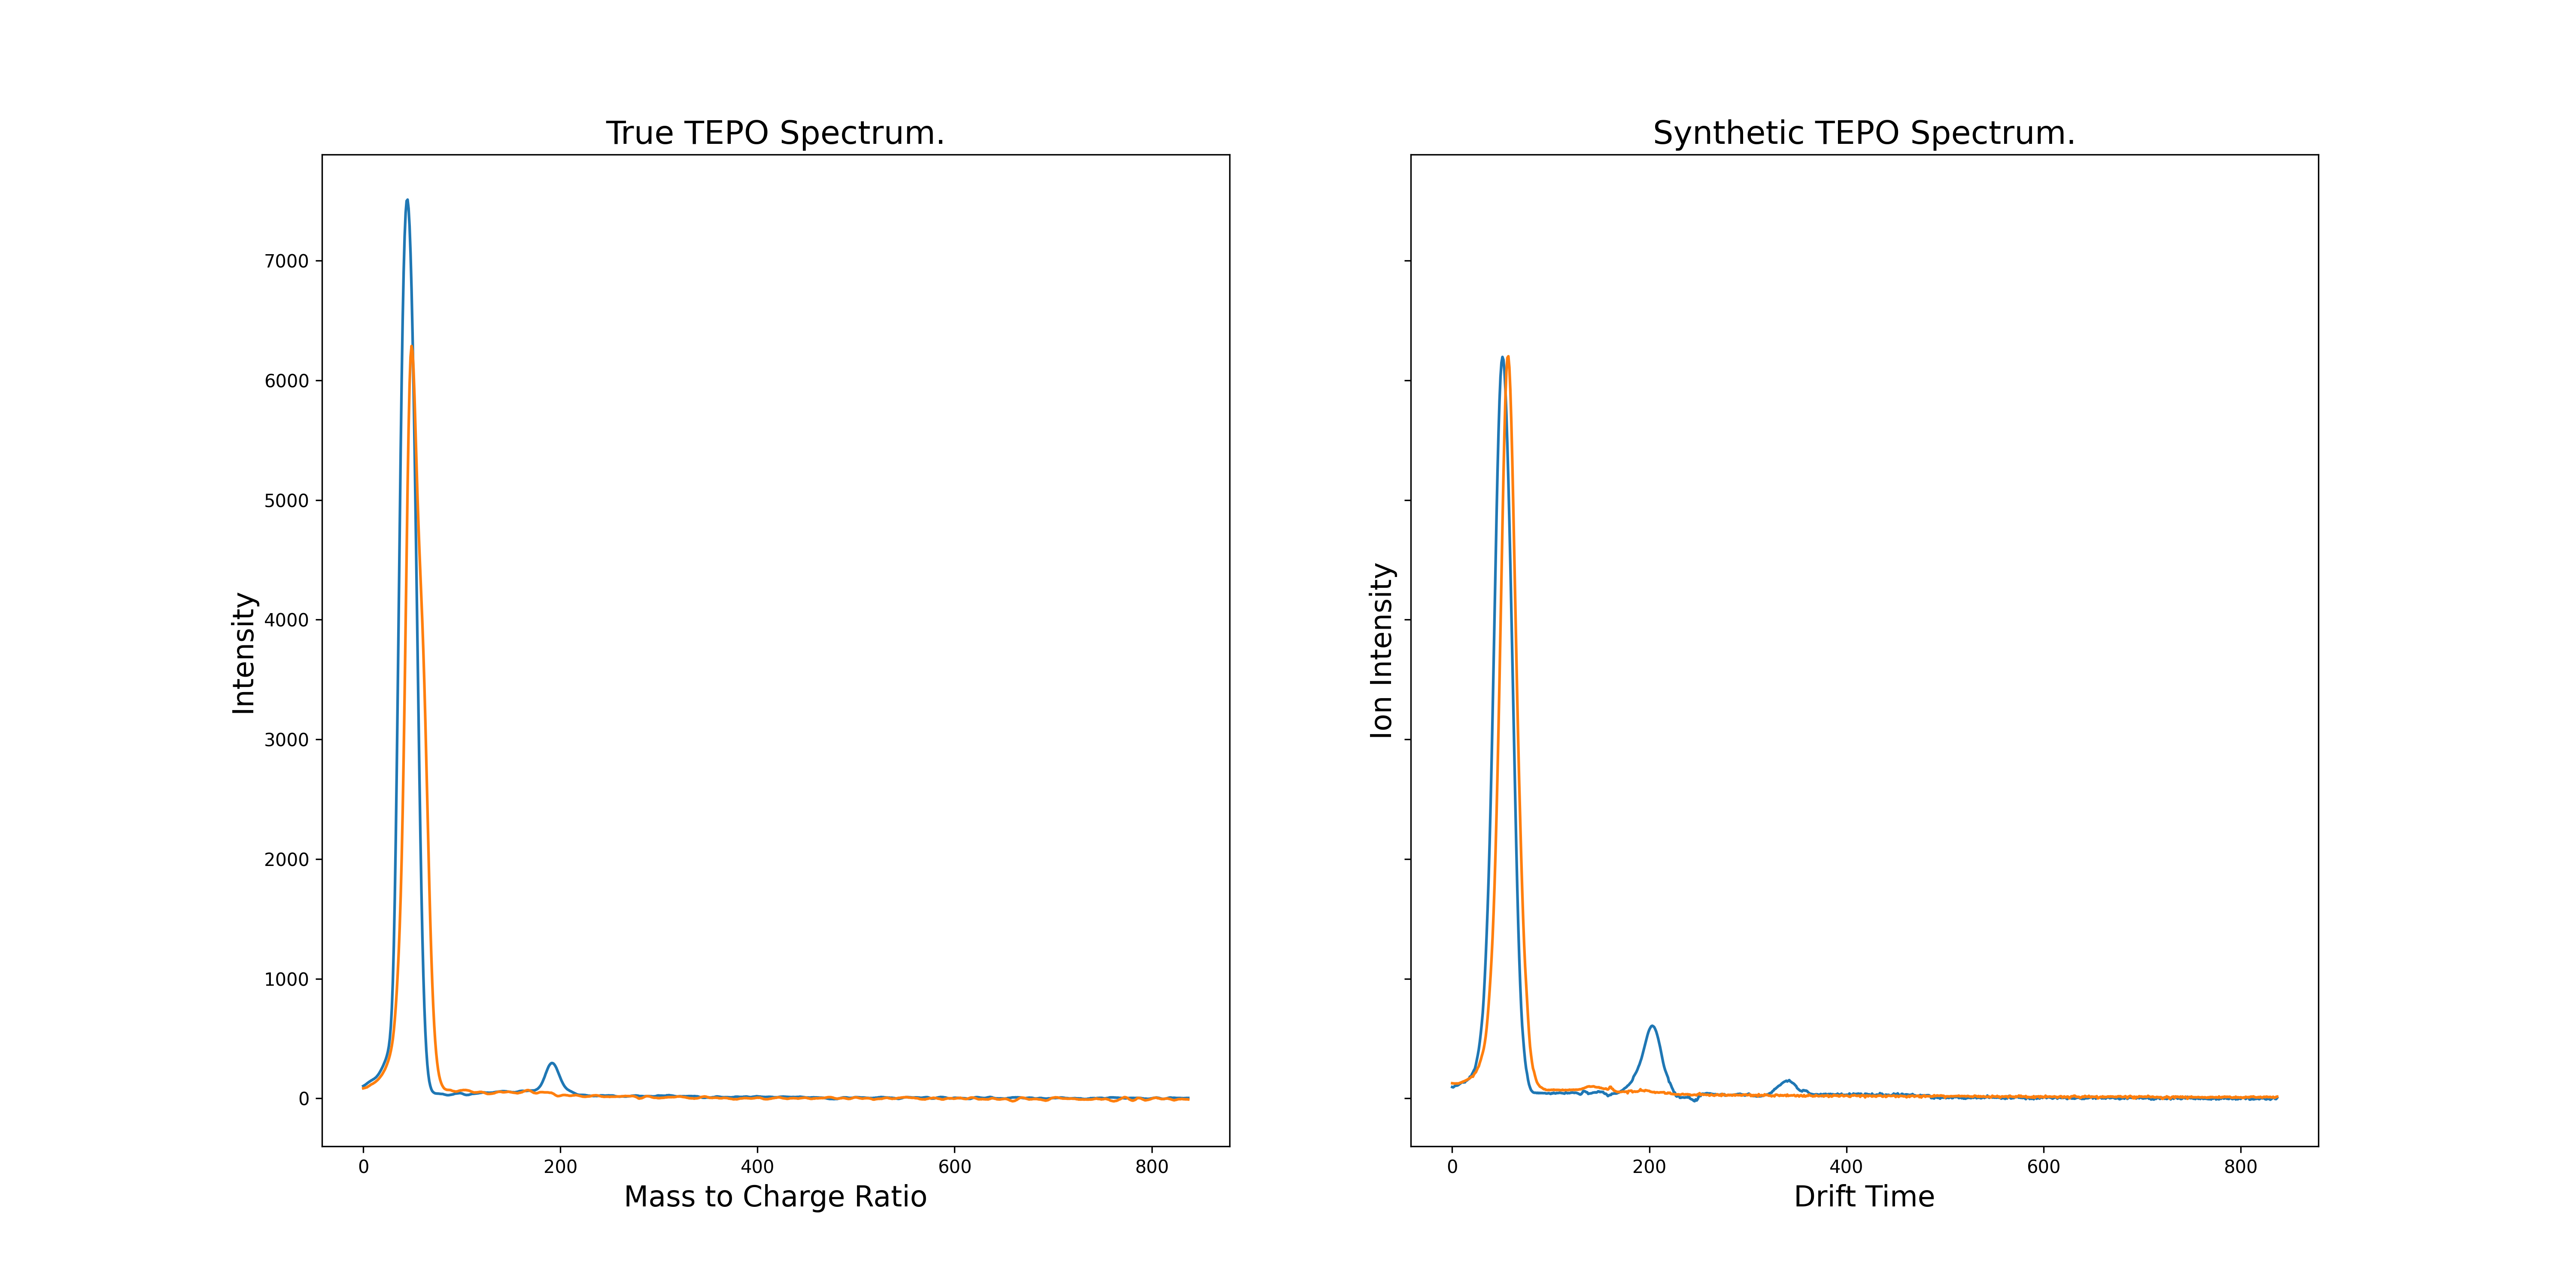 True TEPO Spectrum.
Intensity
7000
6000
5000
4000
3000
2000
1000
0
0 200 400 600 800
Mass to Charge Ratio
Synthetic TEPO Spectrum.
Ion Intensity
0 200 400 600 800
Drift Time